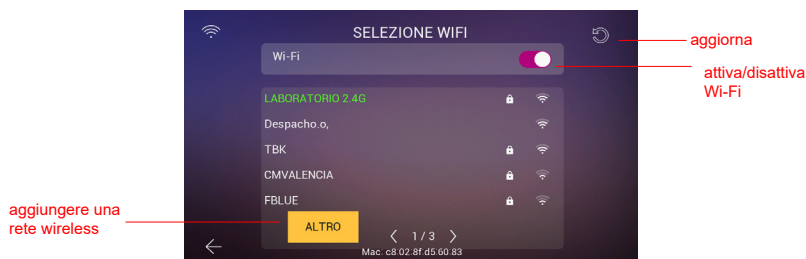 SELEZIONE WIFI
aggiorna
Wi-Fi
attiva/disattiva
Wi-Fi
LABORATORIO 2.4G
Despacho.o,
TBK
CMVALENCIA
FBLUE
aggiungere una
rete wireless
ALTRO
1 / 3
Mac: c8:02:8f d5:60:83